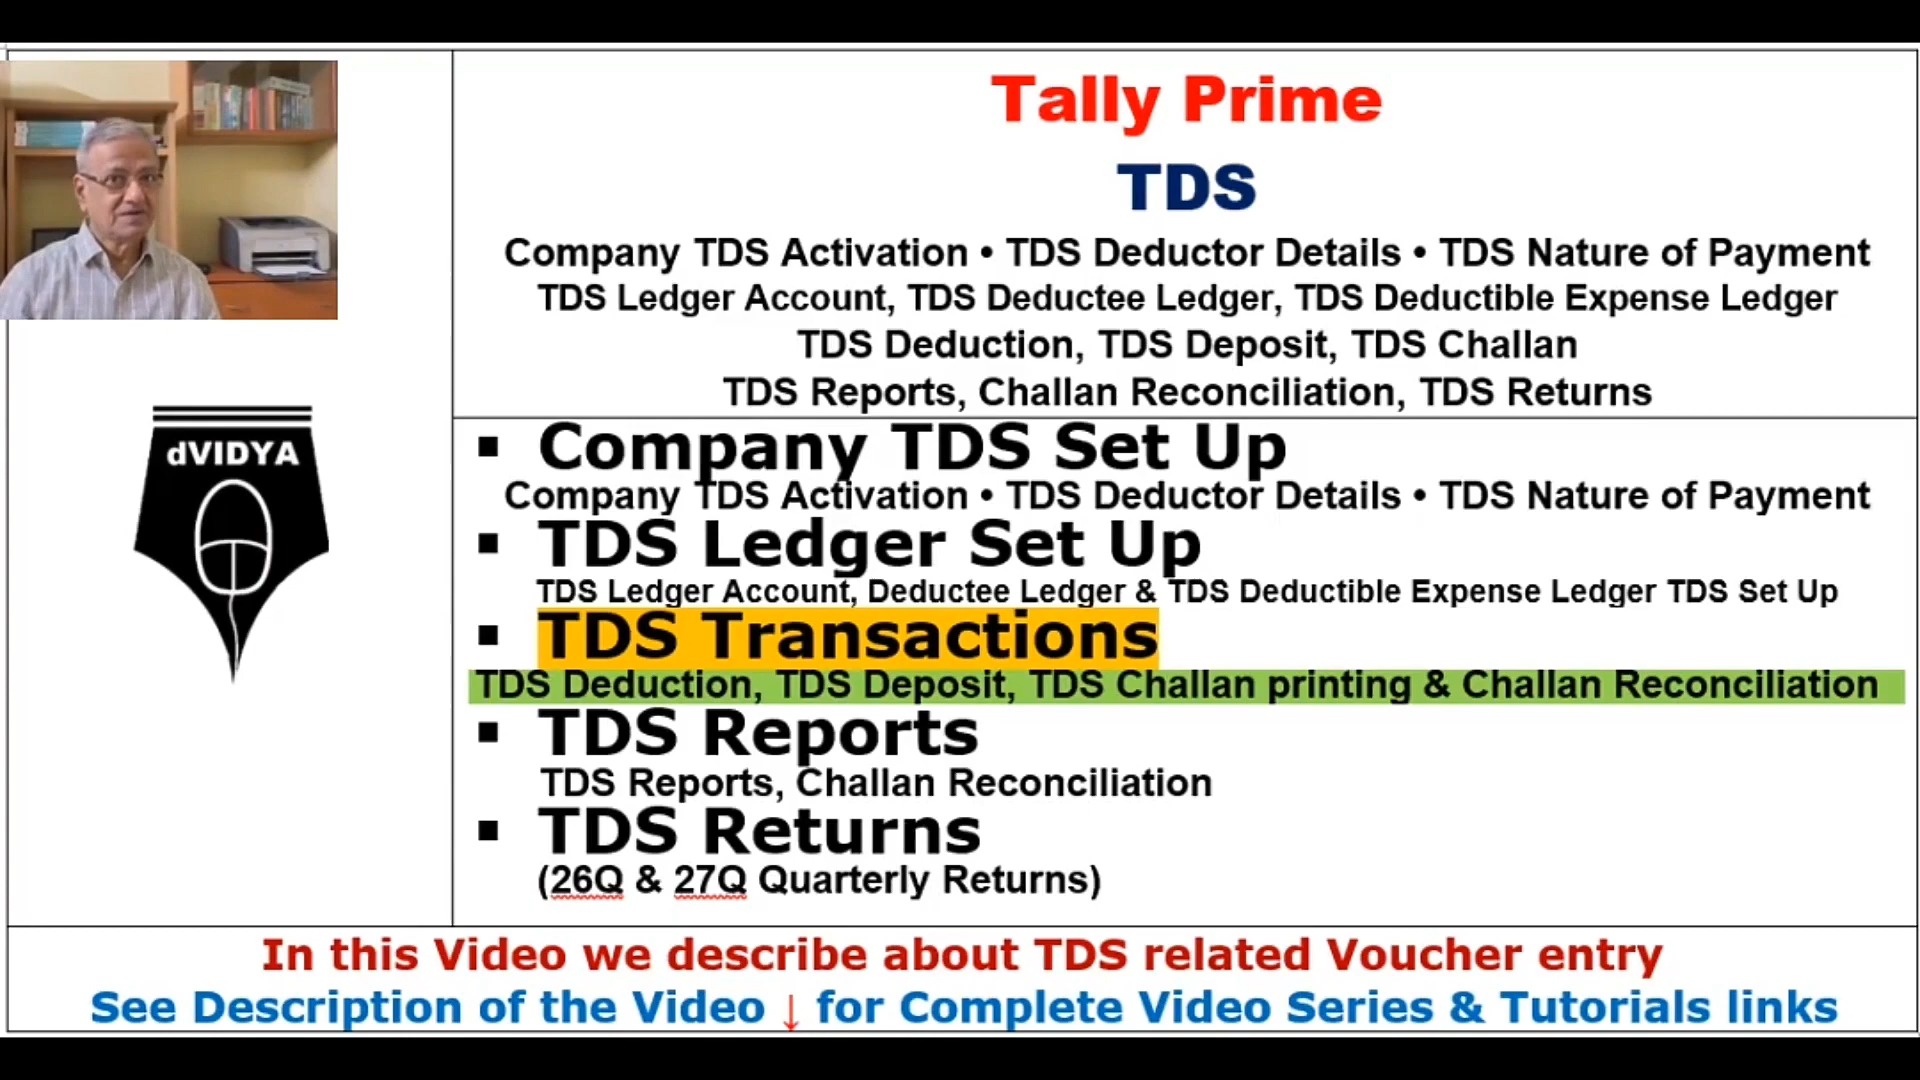 Tally Prime
TDS
Company TDS Activation • TDS Deductor Details • TDS Nature of Payment
TDS Ledger Account, TDS Deductee Ledger, TDS Deductible Expense Ledger
TDS Deduction, TDS Deposit, TDS Challan
TDS Reports, Challan Reconciliation, TDS Returns
dVIDYA
▪ Company TDS Set Up
Company TDS Activation • TDS Deductor Details • TDS Nature of Payment
▪ TDS Ledger Set Up
TDS Ledger Account, Deductee Ledger & TDS Deductible Expense Ledger TDS Set Up
▪ TDS Transactions
TDS Deduction, TDS Deposit, TDS Challan printing & Challan Reconciliation
▪ TDS Reports
TDS Reports, Challan Reconciliation
▪ TDS Returns
(26Q & 27Q Quarterly Returns)
In this Video we describe about TDS related Voucher entry
See Description of the Video ↓ for Complete Video Series & Tutorials links